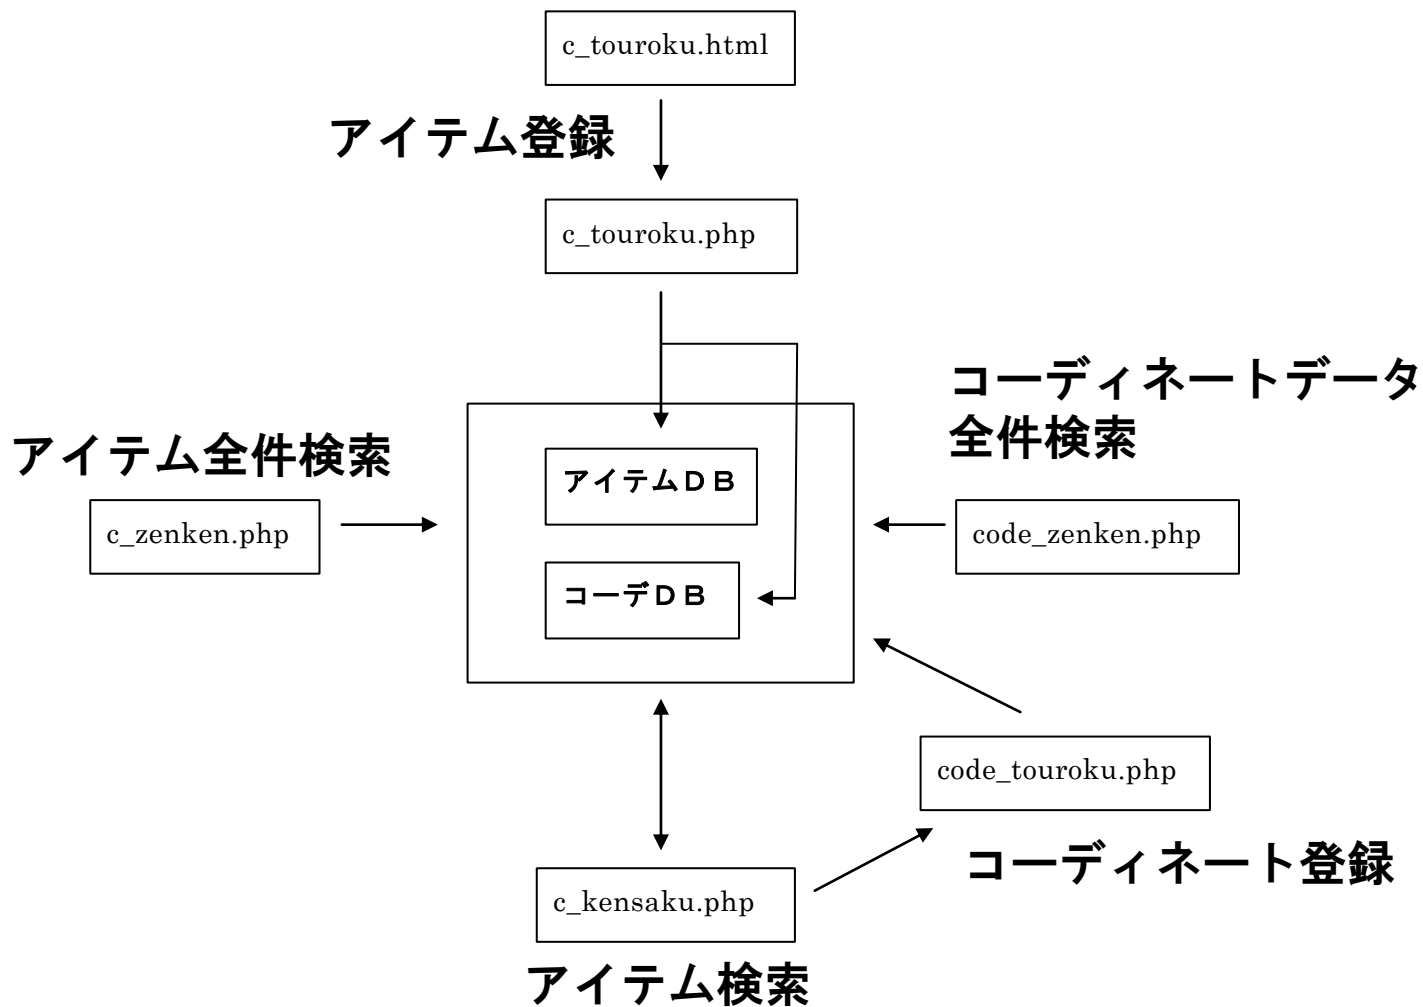 c_touroku.html
アイテム登録
c_touroku.php
コーディネートデータ
全件検索
アイテム全件検索
アイテムＤＢ
c_zenken.php
code_zenken.php
コーデＤＢ
code_touroku.php
コーディネート登録
c_kensaku.php
アイテム検索